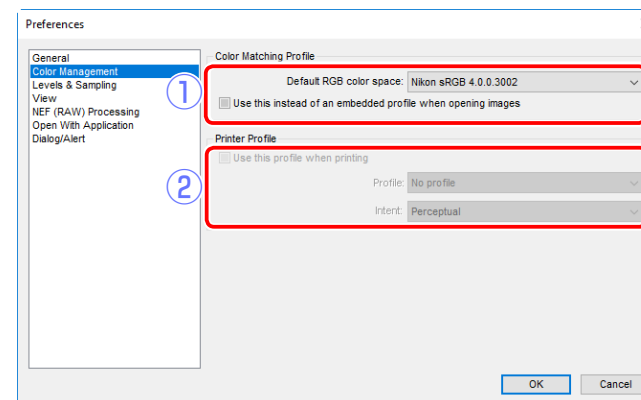 Preferences
General
Color Management
Levels & Sampling
View
NEF (RAW) Processing
Open With Application
Dialog/Alert
Color Matching Profile
①
Default RGB color space: Nikon sRGB 4.0.0.3002
Use this instead of an embedded profile when opening images
Printer Profile
②
Use this profile when printing
Profile: No profile
Intent: Perceptual
OK Cancel